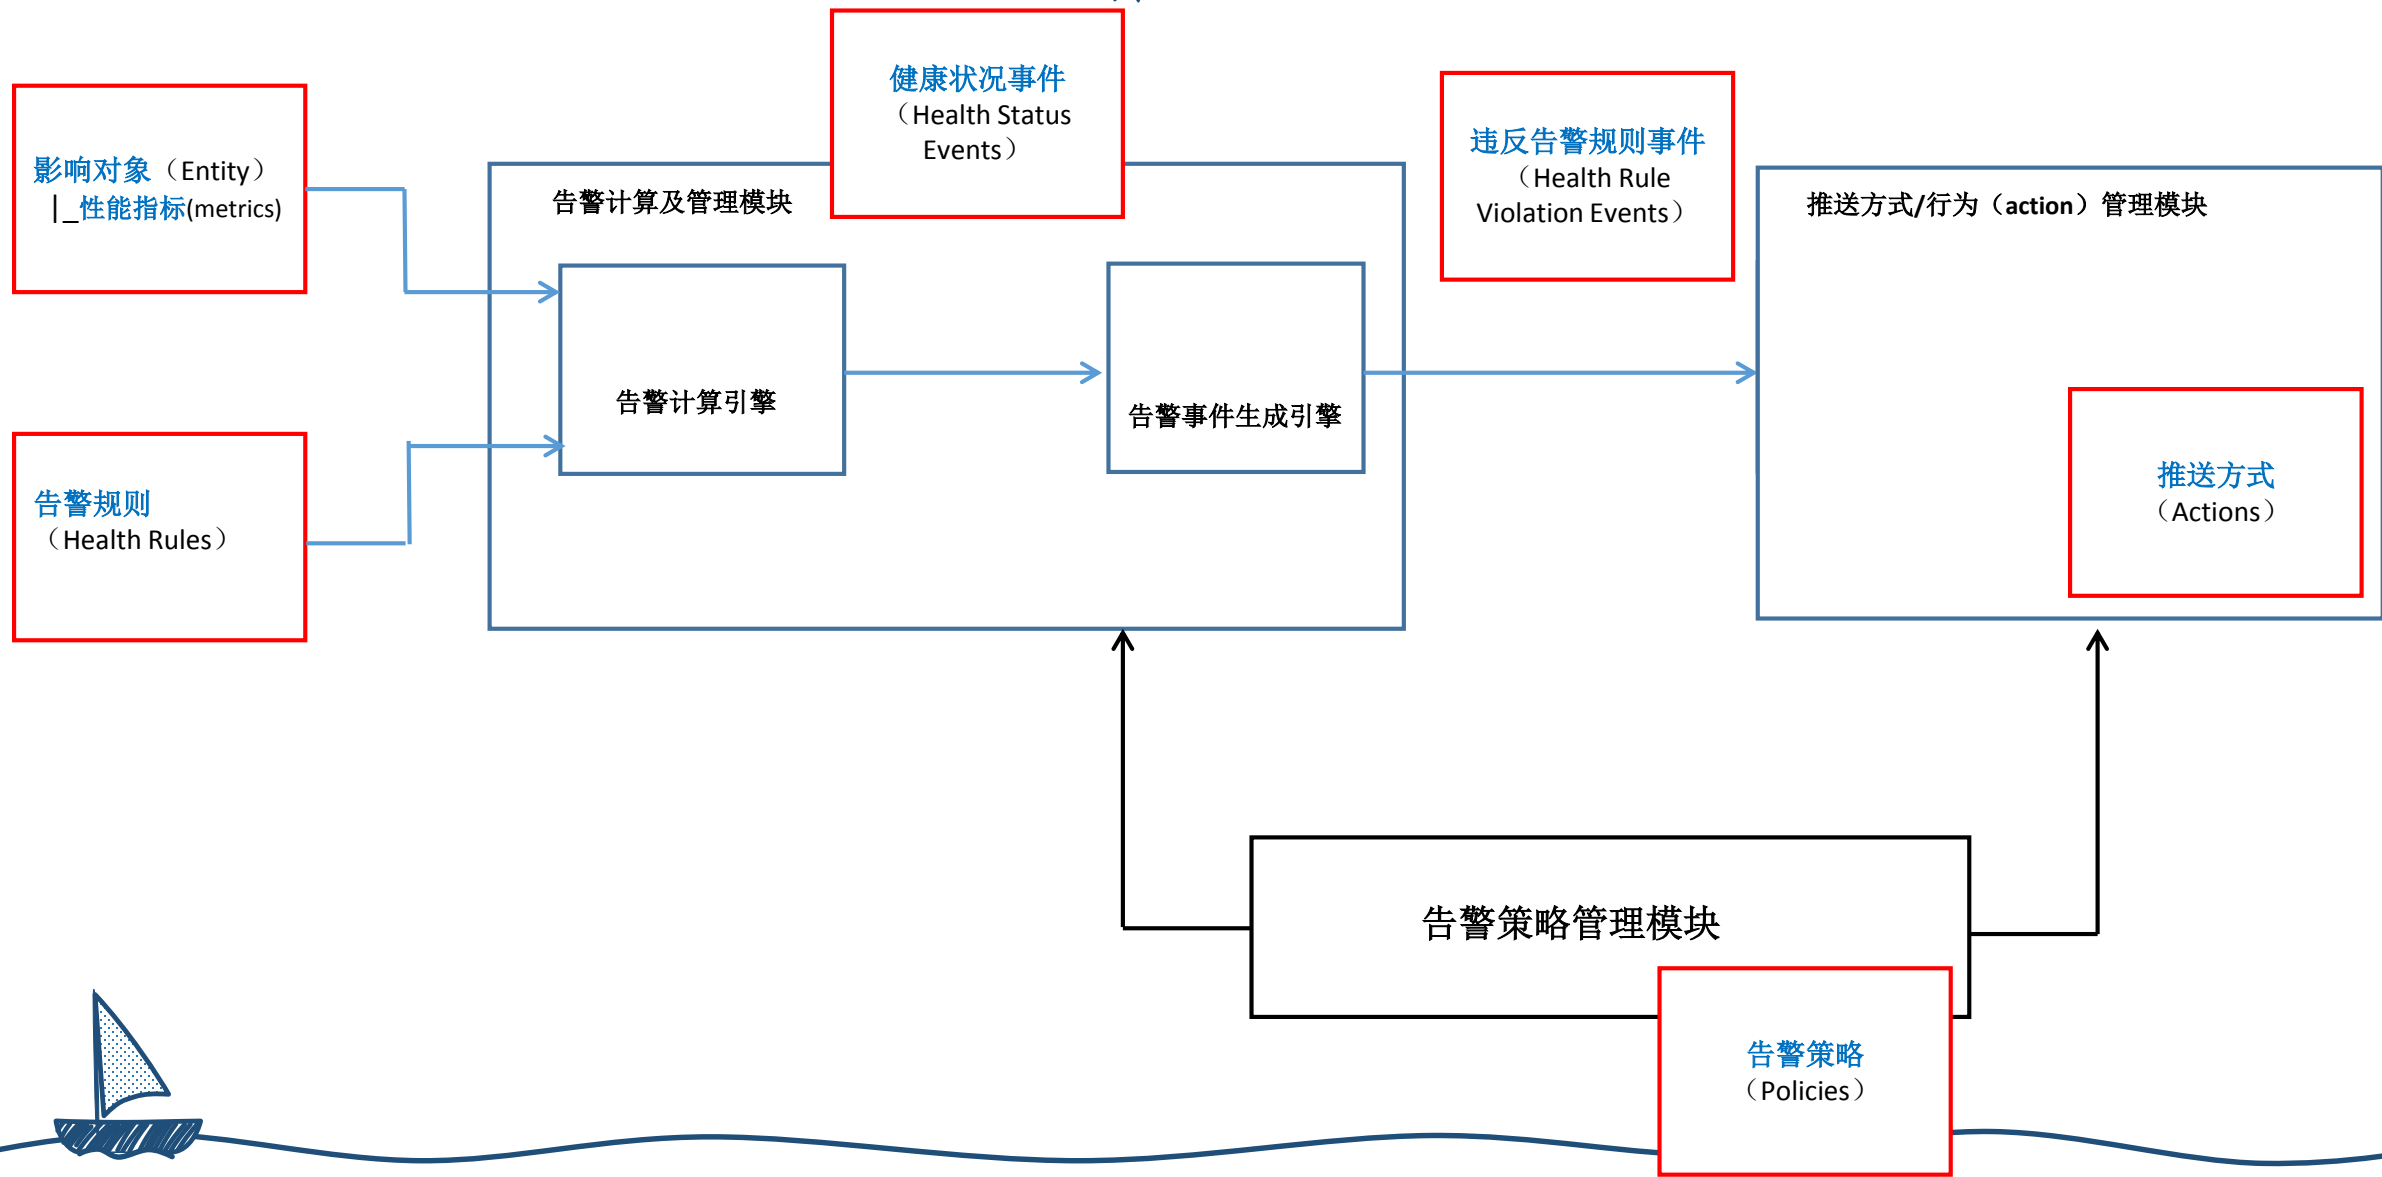 健康状况事件
（Health Status
Events）
影响对象（Entity）
|_性能指标(metrics)
告警计算及管理模块
违反告警规则事件
（Health Rule
Violation Events）
推送方式/行为（action）管理模块
告警计算引擎
告警事件生成引擎
告警规则
（Health Rules）
推送方式
（Actions）
告警策略管理模块
告警策略
（Policies）